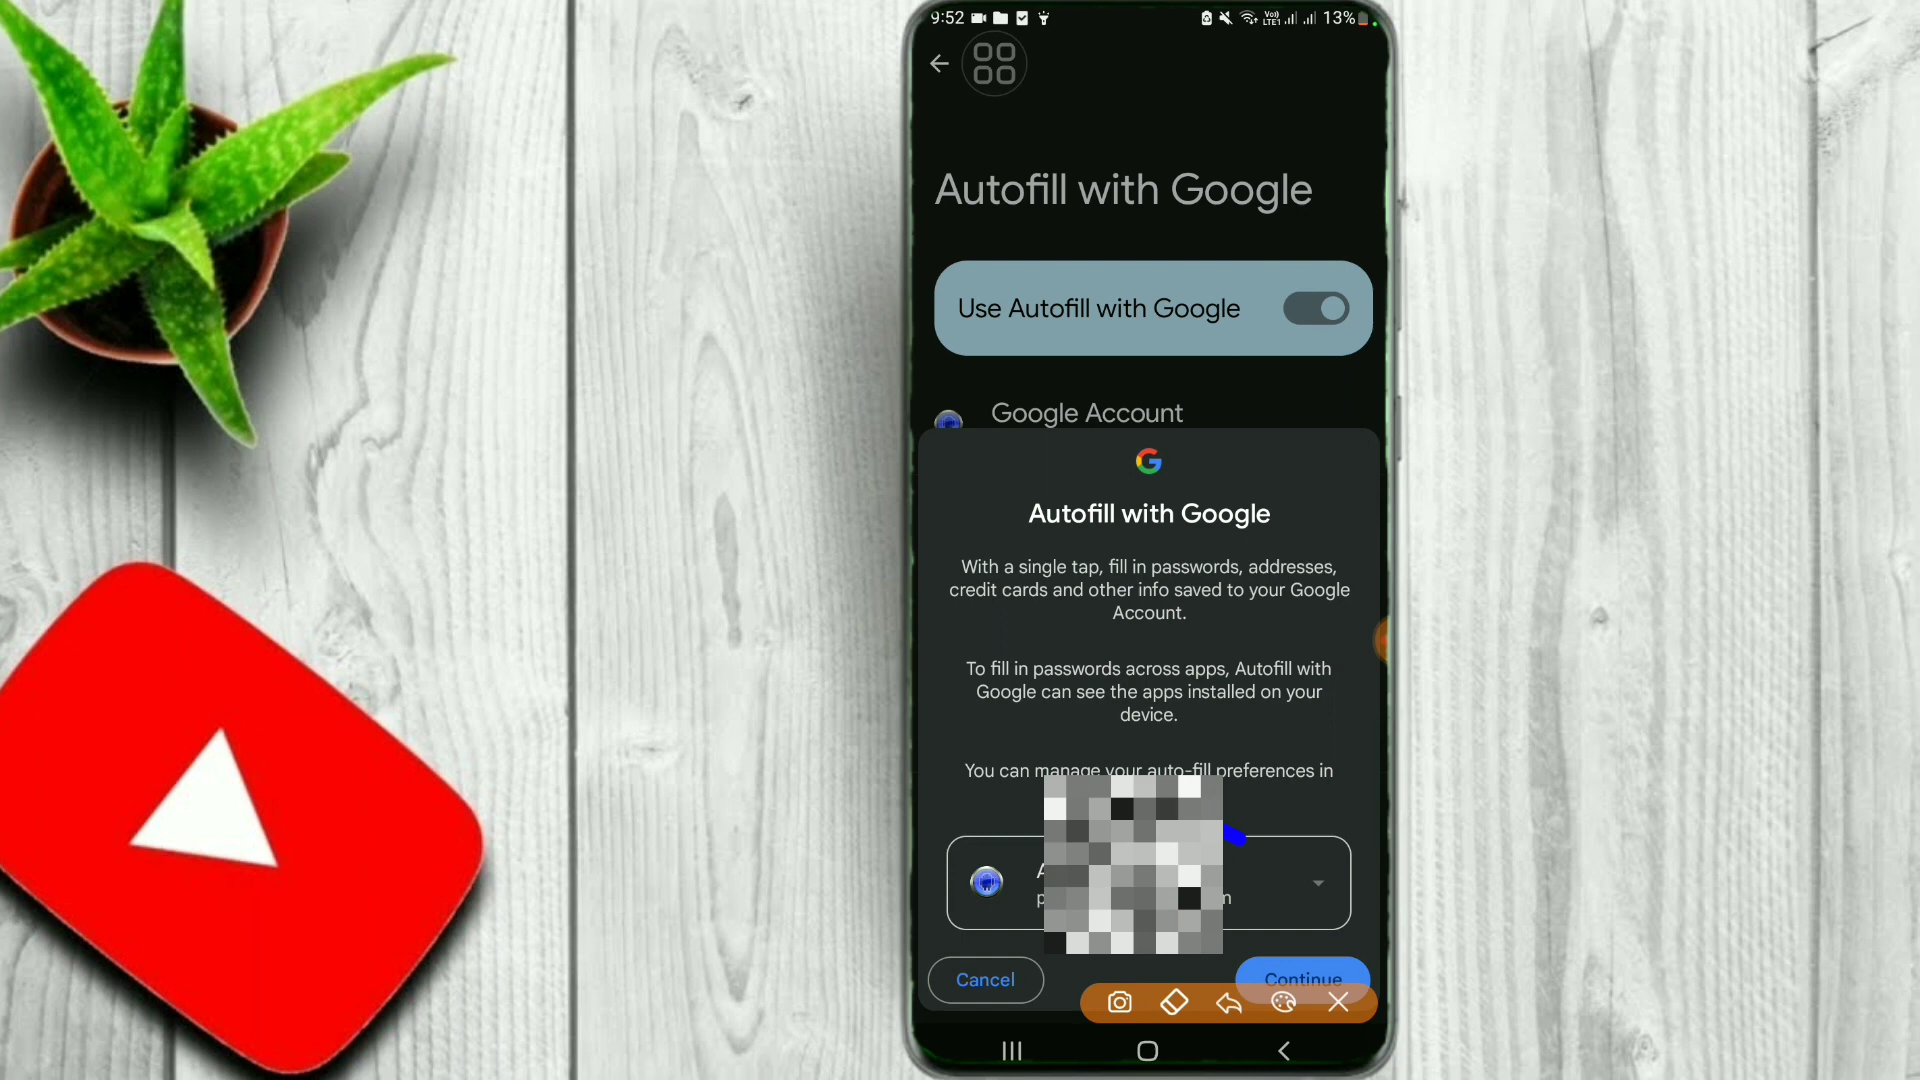 9:52
Vo))
LTE1
13%
Autofill with Google
Use Autofill with Google
Google Account
G
Autofill with Google
With a single tap, fill in passwords, addresses,
credit cards and other info saved to your Google
Account.
To fill in passwords across apps, Autofill with
Google can see the apps installed on your
device.
You can manage your auto-fill preferences in
Cancel
Continue